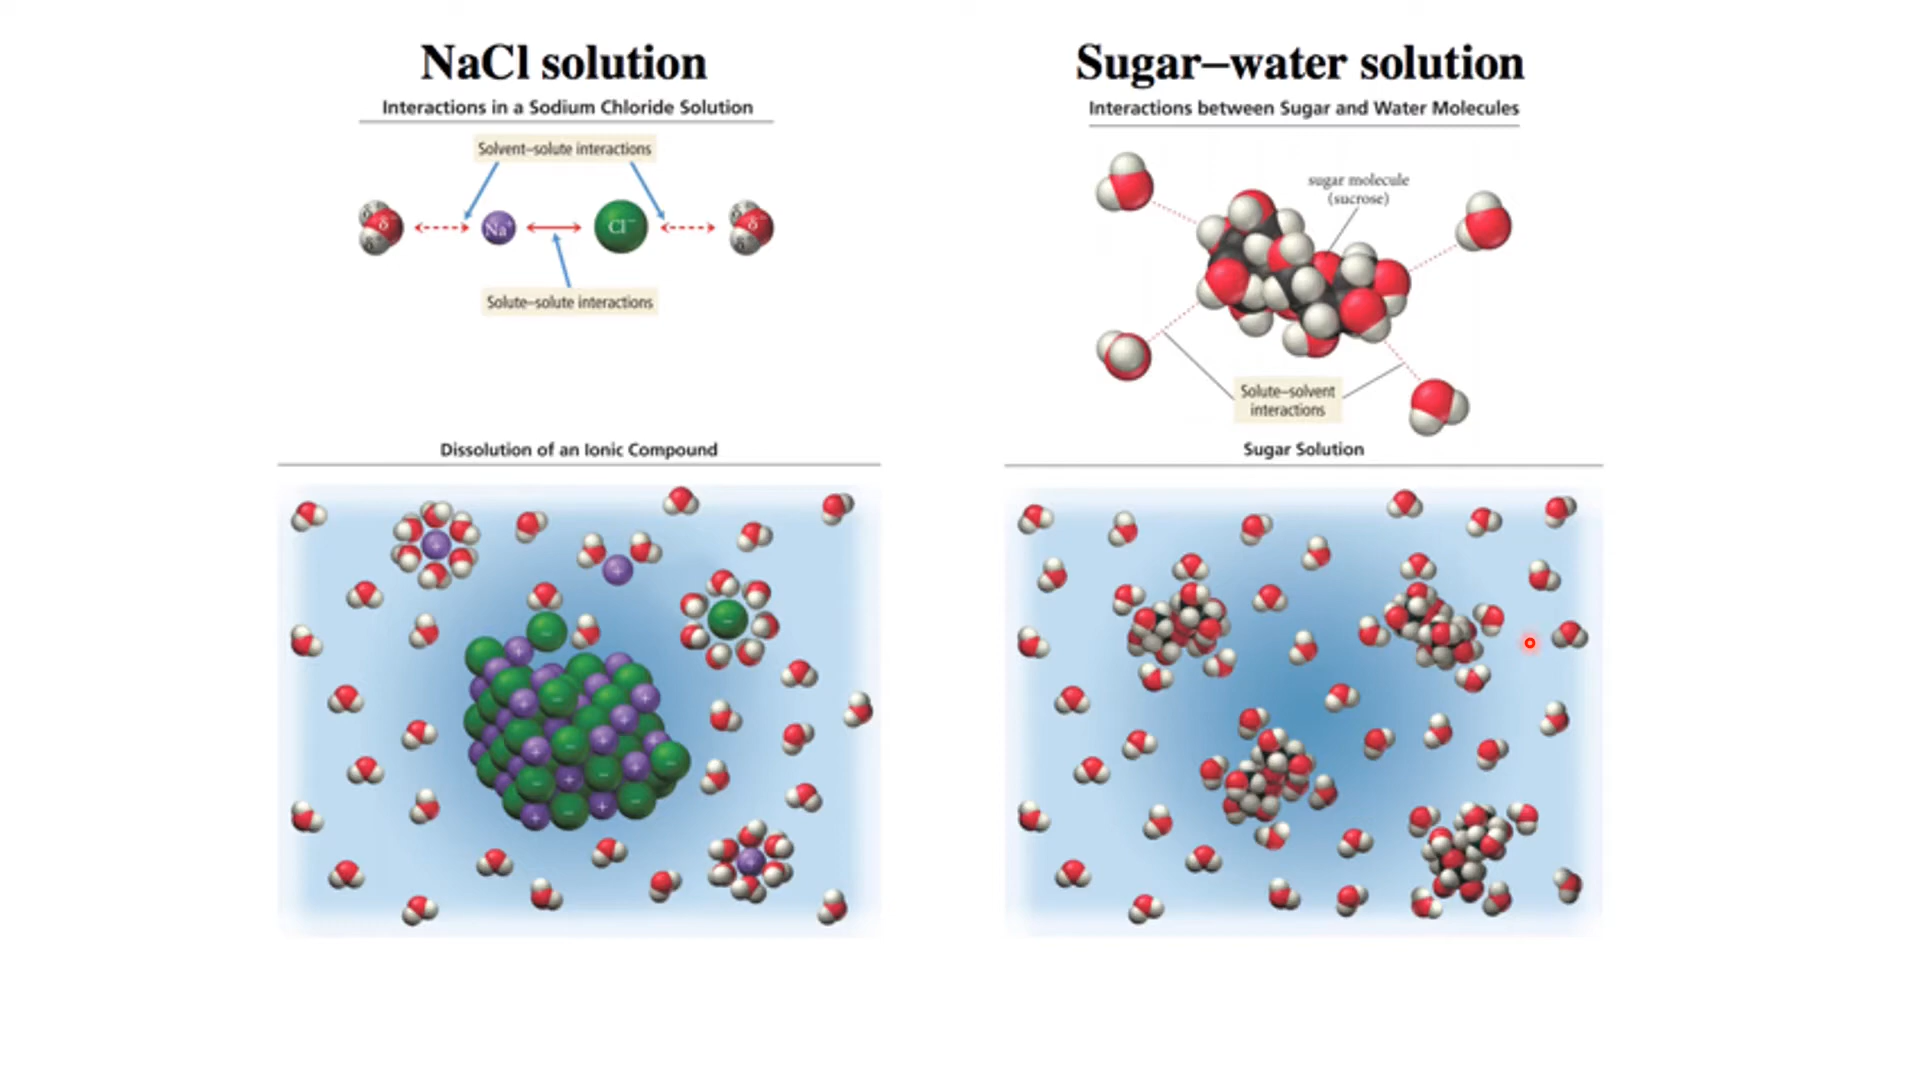 NaCl solution
Interactions in a Sodium Chloride Solution
Solvent–solute interactions
δ⁺ δ⁻ δ⁺ Na⁺ Cl⁻ δ⁺ δ⁻ δ⁺
Solute–solute interactions
Dissolution of an Ionic Compound
Sugar–water solution
Interactions between Sugar and Water Molecules
sugar molecule
(sucrose)
Solute–solvent
interactions
Sugar Solution